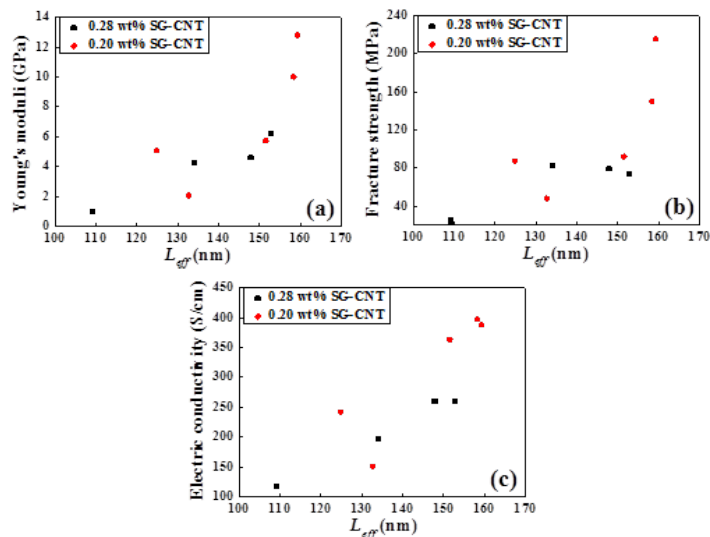 14
12
10
8
6
4
2
0
Young's moduli (GPa)
0.28 wt% SG-CNT
0.20 wt% SG-CNT
(a)
100 110 120 130 140 150 160 170
L_eff (nm)
240
200
160
120
80
40
Fracture strength (MPa)
0.28 wt% SG-CNT
0.20 wt% SG-CNT
(b)
100 110 120 130 140 150 160 170
L_eff (nm)
450
400
350
300
250
200
150
100
Electric conductivity (S/cm)
0.28 wt% SG-CNT
0.20 wt% SG-CNT
(c)
100 110 120 130 140 150 160 170
L_eff (nm)